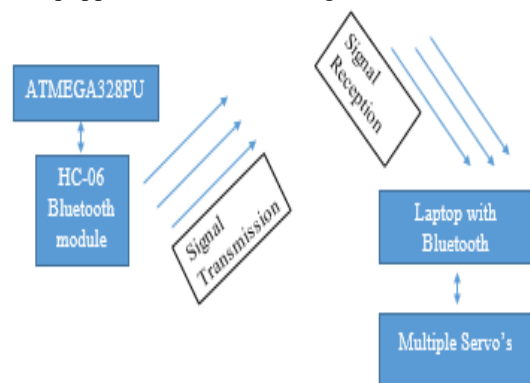 ATMEGA328PU
HC-06
Bluetooth
module
Signal
Transmission
Signal
Reception
Laptop with
Bluetooth
Multiple Servo's